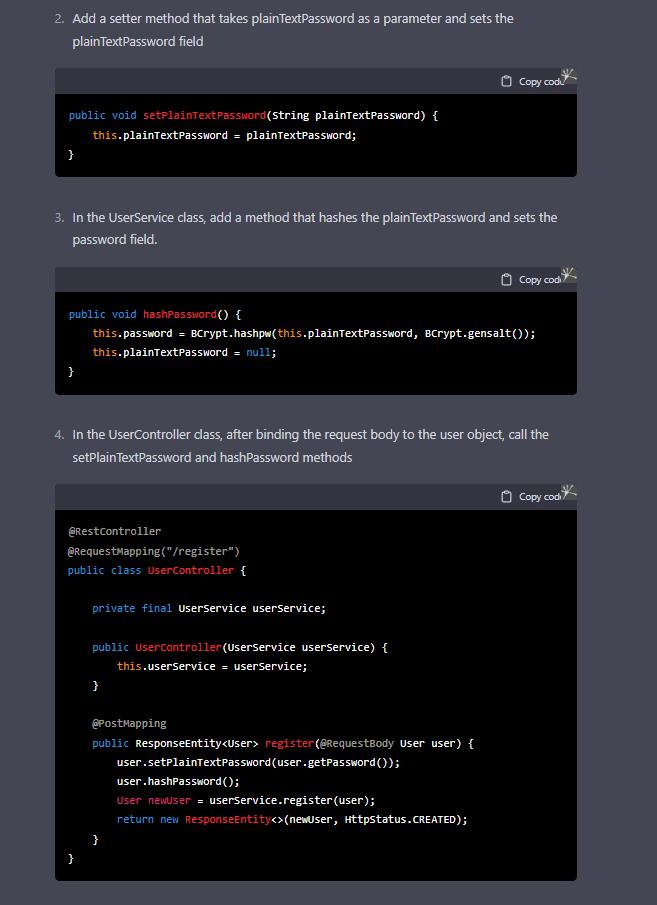 2. Add a setter method that takes plainTextPassword as a parameter and sets the
plainTextPassword field
Copy code
public void setPlainTextPassword(String plainTextPassword) {
this.plainTextPassword = plainTextPassword;
}
3. In the UserService class, add a method that hashes the plainTextPassword and sets the
password field.
Copy code
public void hashPassword() {
this.password = BCrypt.hashpw(this.plainTextPassword, BCrypt.gensalt());
this.plainTextPassword = null;
}
4. In the UserController class, after binding the request body to the user object, call the
setPlainTextPassword and hashPassword methods
Copy code
@RestController
@RequestMapping("/register")
public class UserController {
private final UserService userService;
public UserController(UserService userService) {
this.userService = userService;
}
@PostMapping
public ResponseEntity<User> register(@RequestBody User user) {
user.setPlainTextPassword(user.getPassword());
user.hashPassword();
User newUser = userService.register(user);
return new ResponseEntity<>(newUser, HttpStatus.CREATED);
}
}